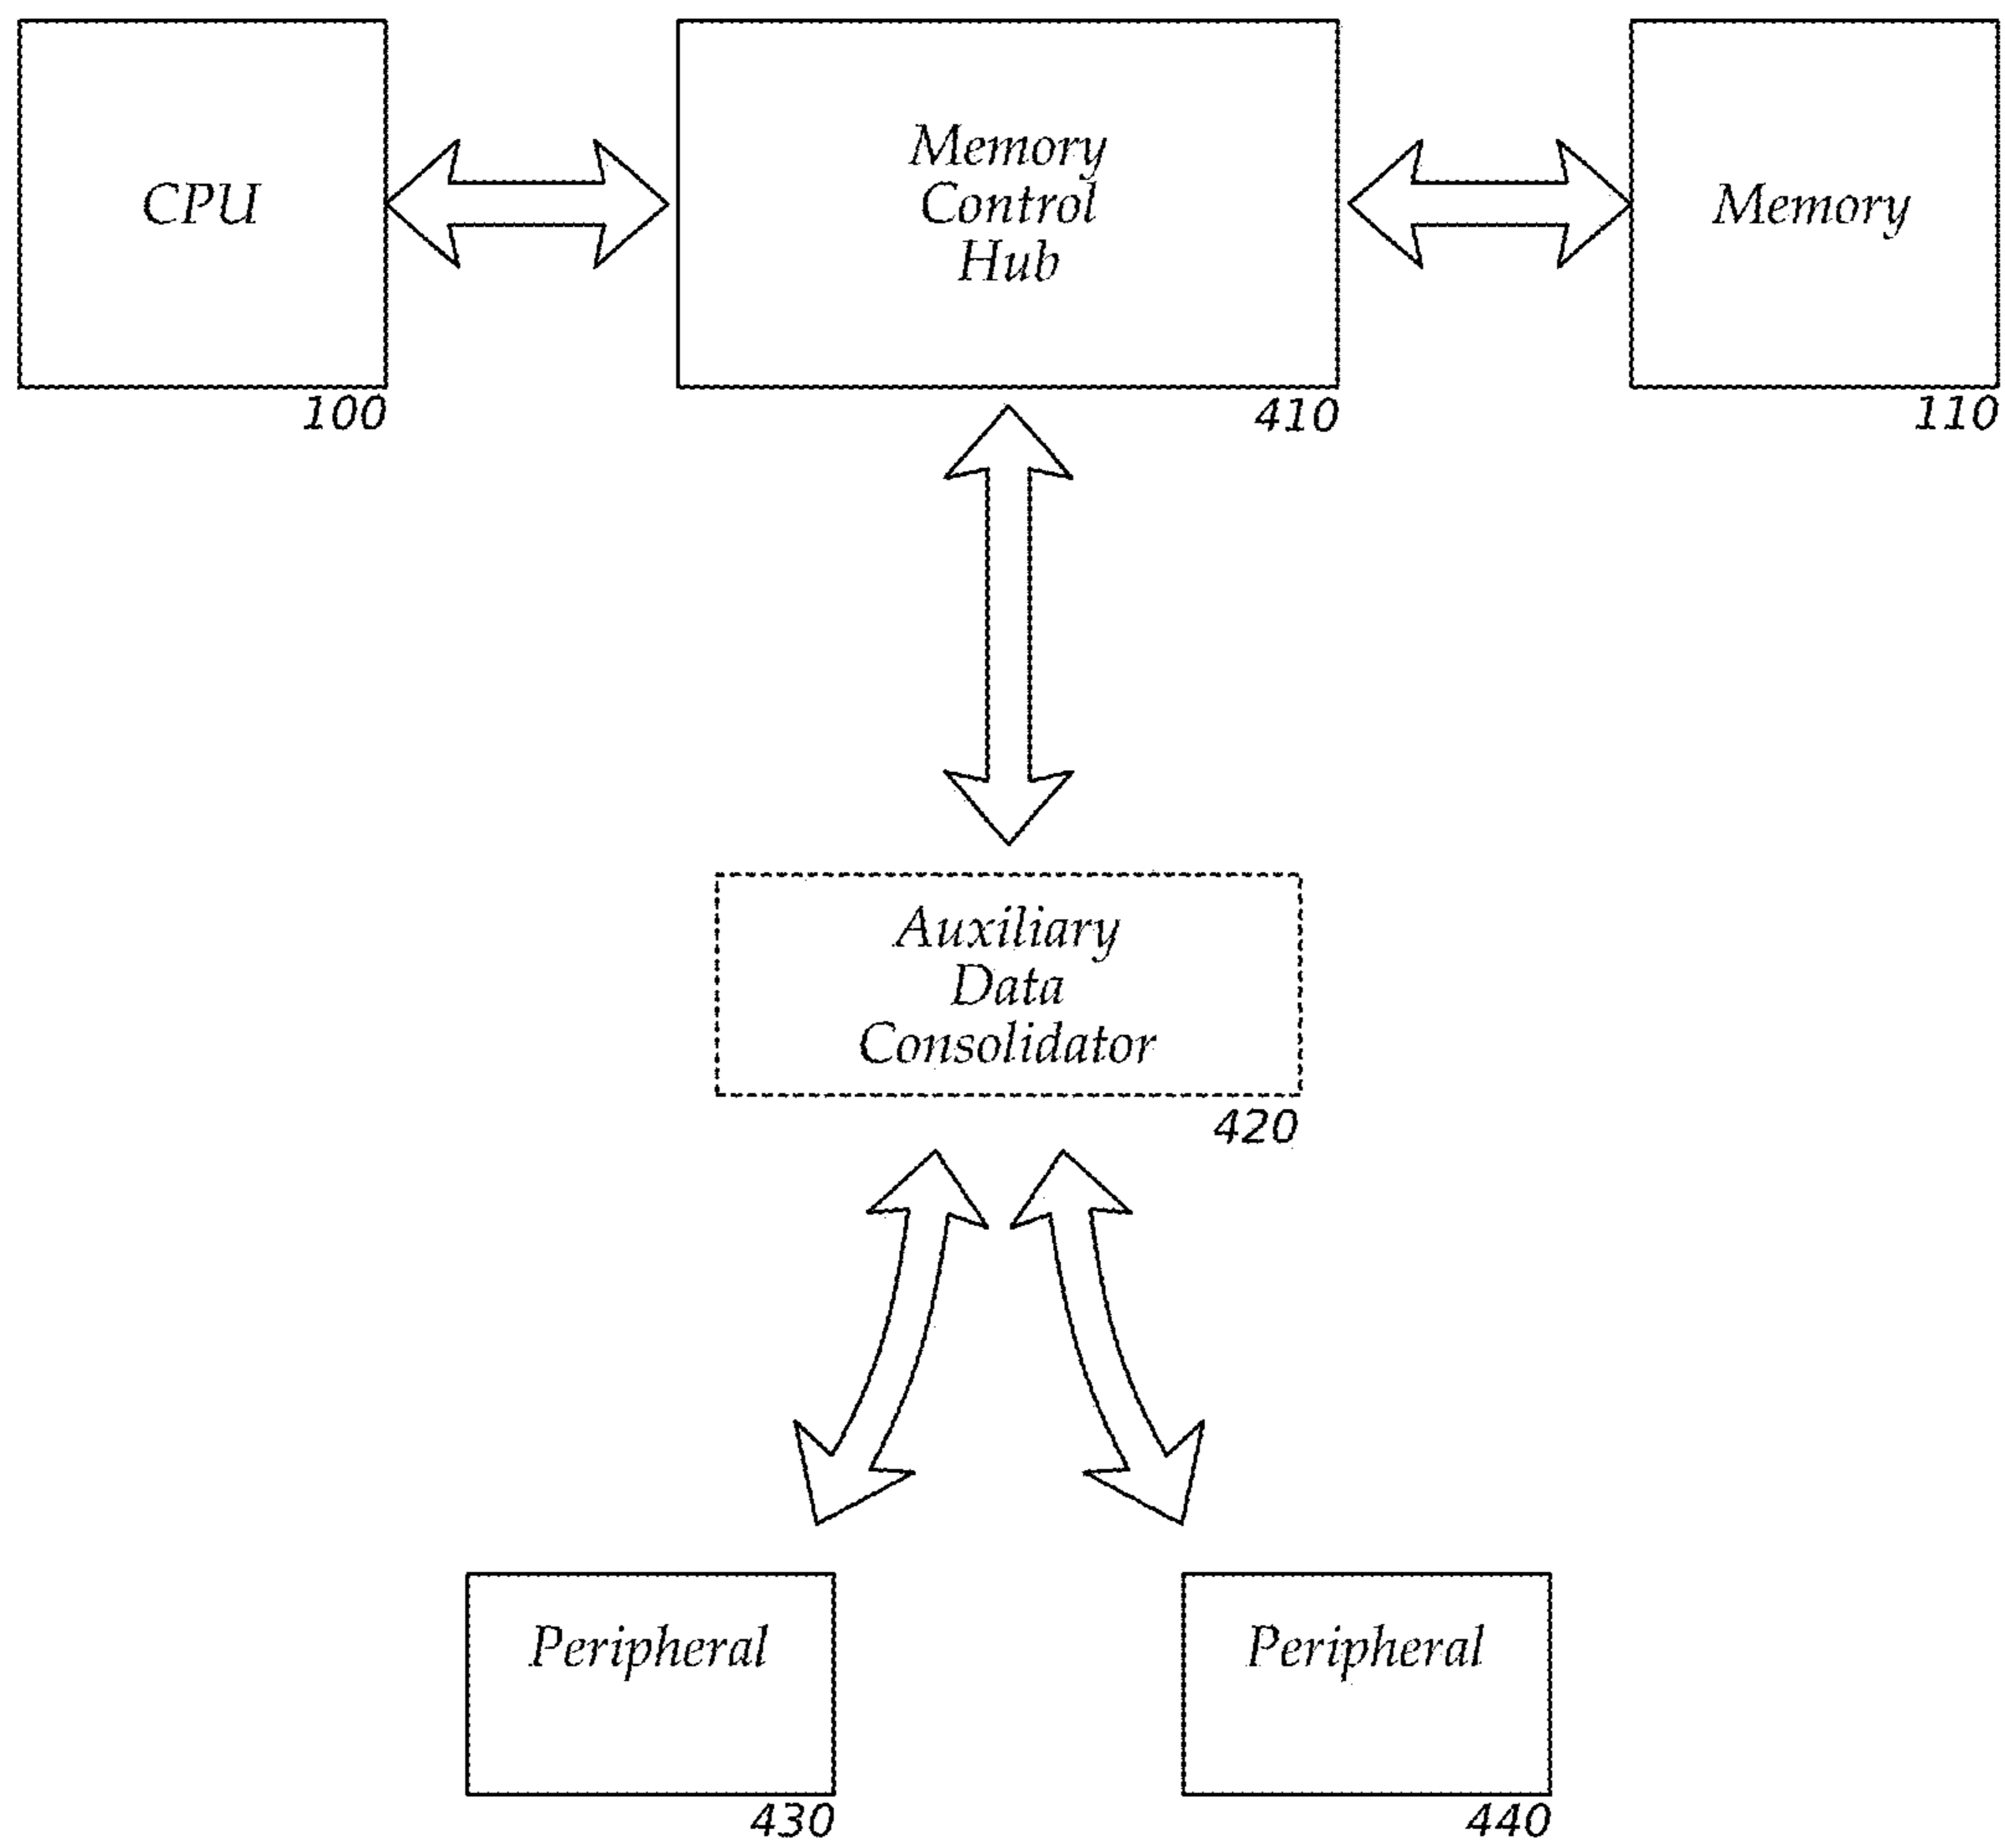 CPU
Memory
Control
Hub
Memory
100
410
110
Auxiliary
Data
Consolidator
420
Peripheral
Peripheral
430
440